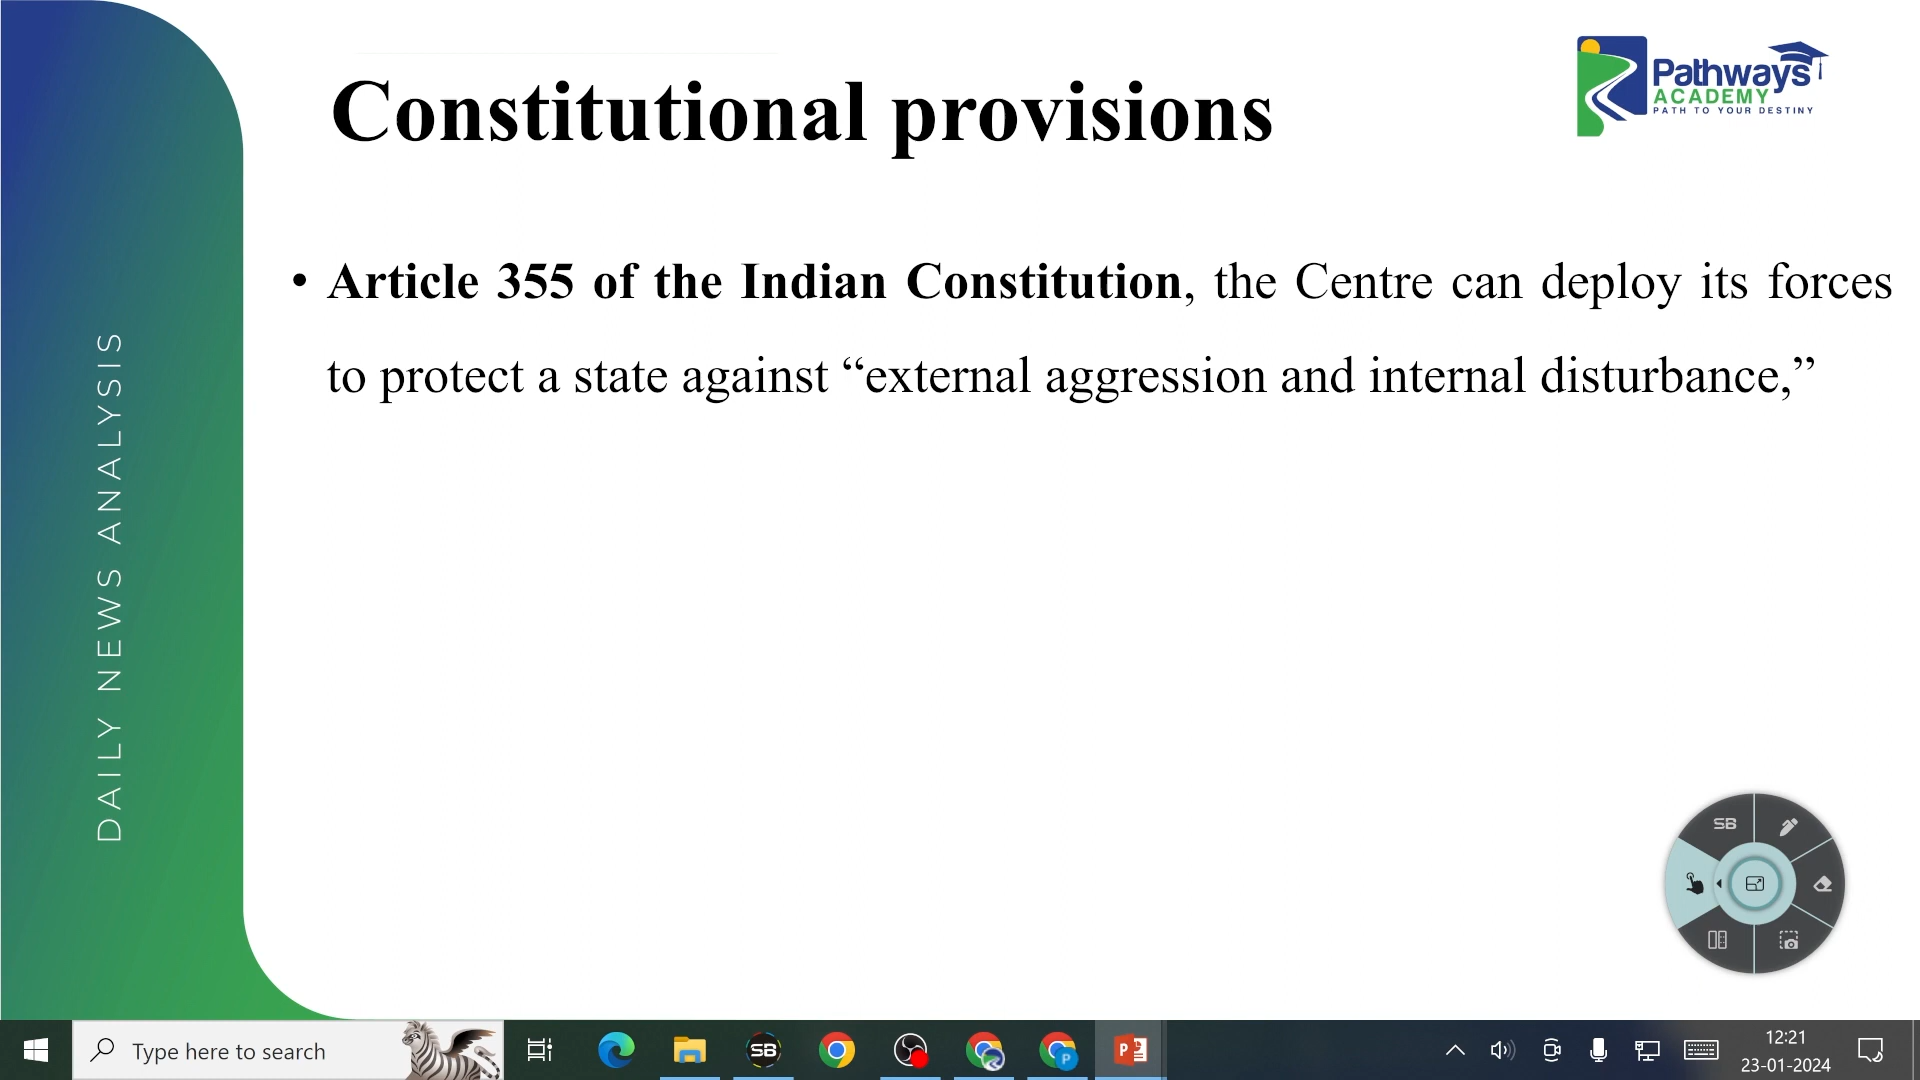 Constitutional provisions
Pathways
ACADEMY
PATH TO YOUR DESTINY
• Article 355 of the Indian Constitution, the Centre can deploy its forces
to protect a state against “external aggression and internal disturbance,”
DAILY NEWS ANALYSIS
SB
Type here to search
SB
P
P
12:21
23-01-2024